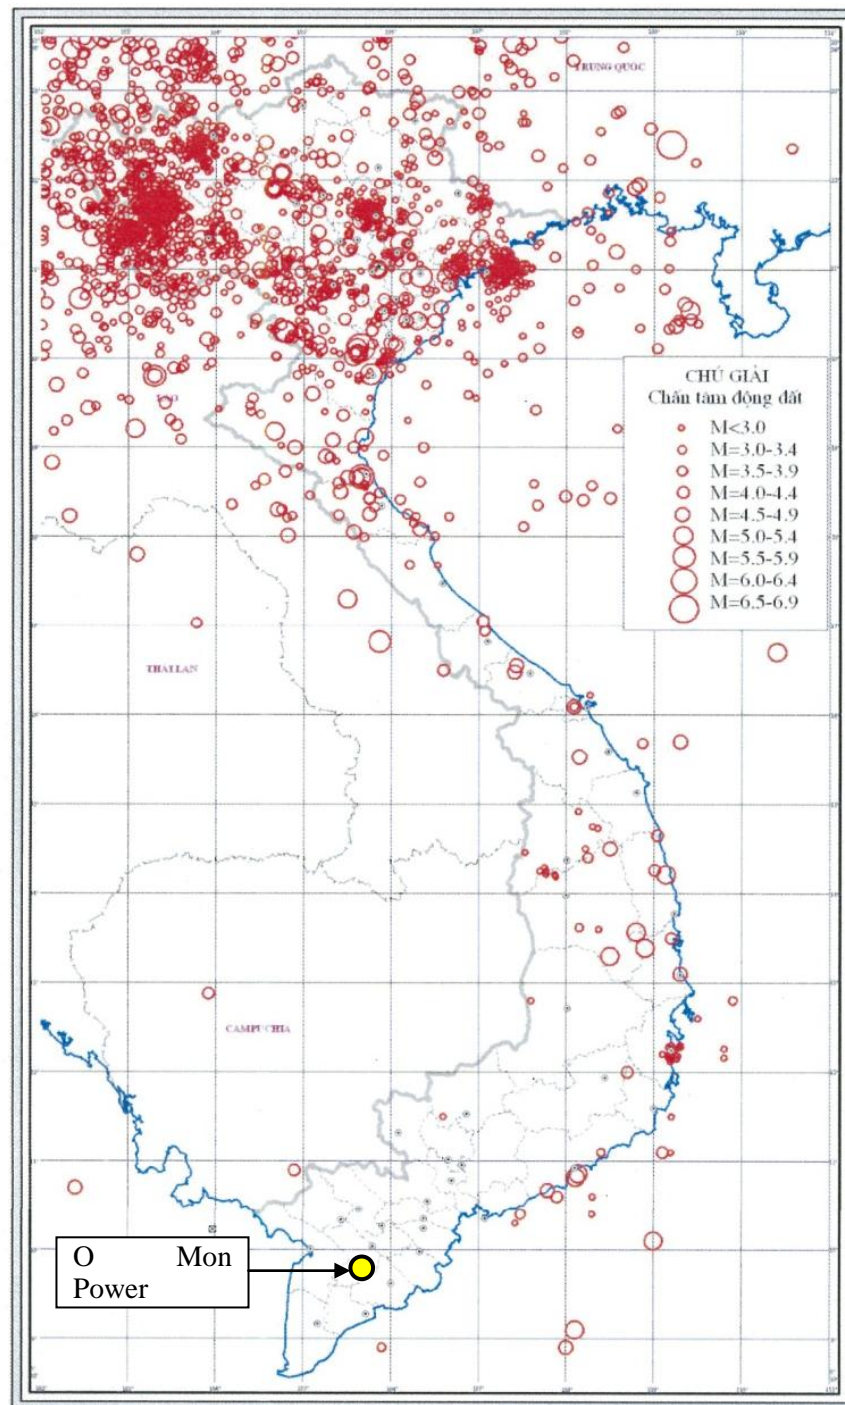 TRUNG QUOC
LAO
CHÚ GIẢI
Chấn tâm động đất
M<3.0
M=3.0-3.4
M=3.5-3.9
M=4.0-4.4
M=4.5-4.9
M=5.0-5.4
M=5.5-5.9
M=6.0-6.4
M=6.5-6.9
THAI LAN
CAMPUCHIA
O Mon
Power